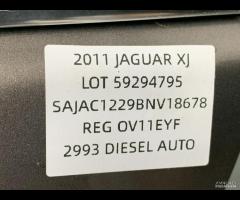 2011 JAGUAR XJ
LOT 59294795
SAJAC1229BNV18678
REG OV11EYF
2993 DIESEL AUTO